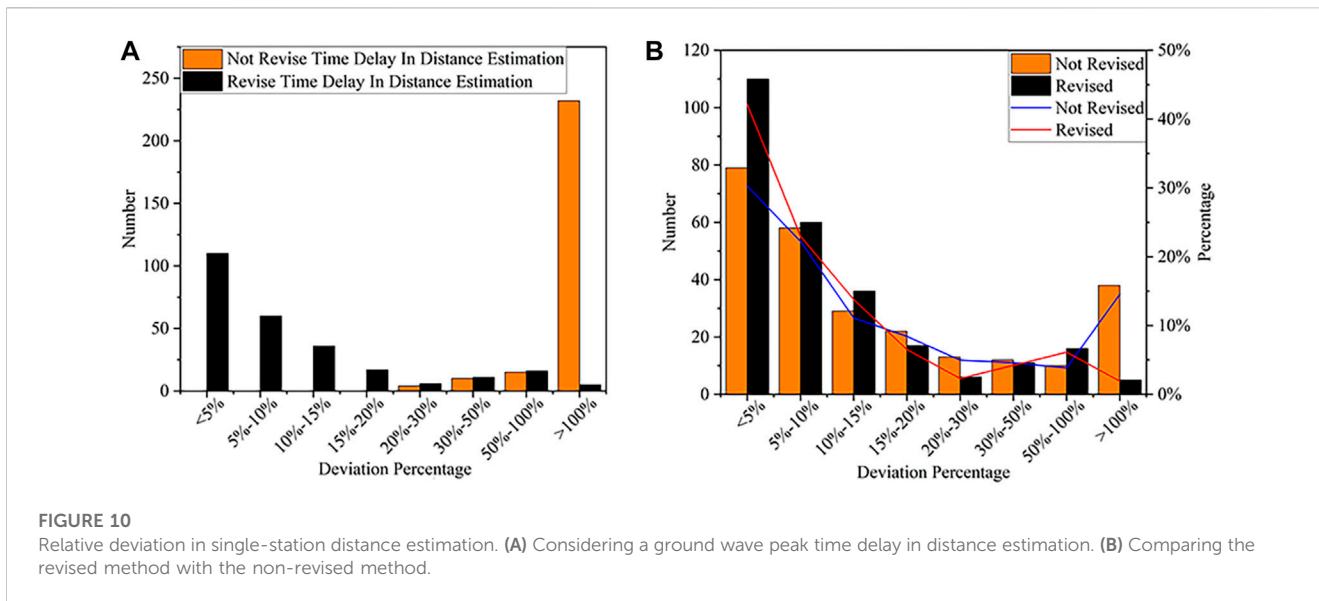 A
Not Revise Time Delay In Distance Estimation
Revise Time Delay In Distance Estimation
250
200
150
100
50
0
Number
<5%
5%-10%
10%-15%
15%-20%
20%-30%
30%-50%
50%-100%
>100%
Deviation Percentage
B
Not Revised
Revised
Not Revised
Revised
120
100
80
60
40
20
0
Number
50%
40%
30%
20%
10%
0%
Percentage
<5%
5%-10%
10%-15%
15%-20%
20%-30%
30%-50%
50%-100%
>100%
Deviation Percentage
FIGURE 10
Relative deviation in single-station distance estimation. (A) Considering a ground wave peak time delay in distance estimation. (B) Comparing the
revised method with the non-revised method.